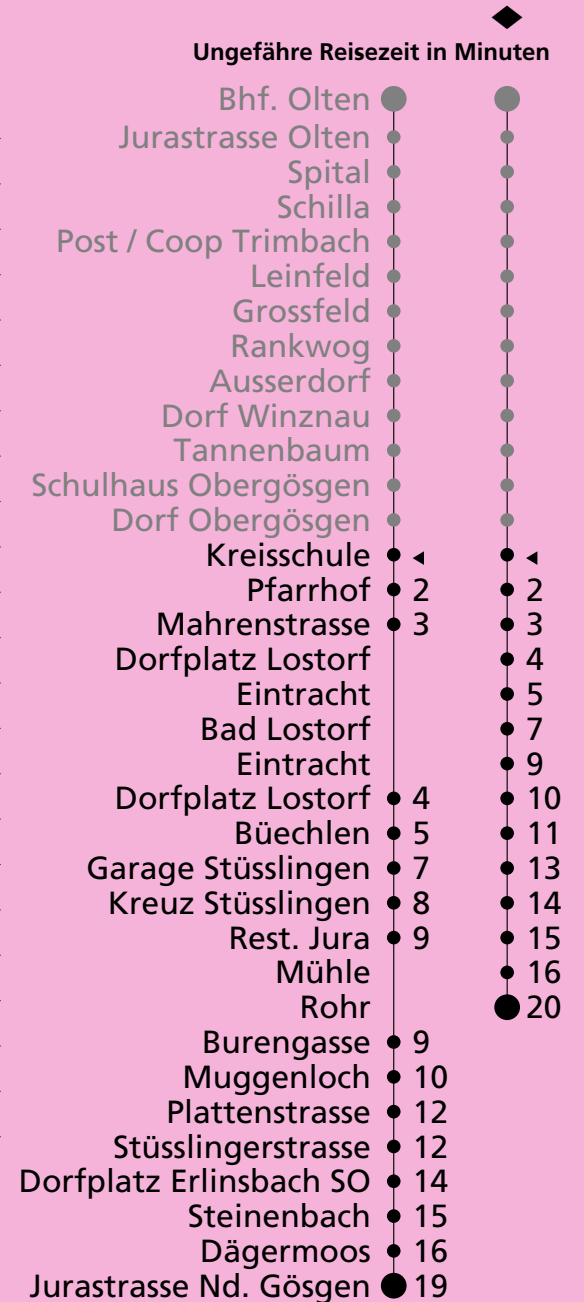 Ungefähre Reisezeit in Minuten
Bhf. Olten
Jurastrasse Olten
Spital
Schilla
Post / Coop Trimbach
Leinfeld
Grossfeld
Rankwog
Ausserdorf
Dorf Winznau
Tannenbaum
Schulhaus Obergösgen
Dorf Obergösgen
Kreisschule
Pfarrhof 2 2
Mahrenstrasse 3 3
Dorfplatz Lostorf 4
Eintracht 5
Bad Lostorf 7
Eintracht 9
Dorfplatz Lostorf 4 10
Büechlen 5 11
Garage Stüsslingen 7 13
Kreuz Stüsslingen 8 14
Rest. Jura 9 15
Mühle 16
Rohr 20
Burengasse 9
Muggenloch 10
Plattenstrasse 12
Stüsslingerstrasse 12
Dorfplatz Erlinsbach SO 14
Steinenbach 15
Dägermoos 16
Jurastrasse Nd. Gösgen 19